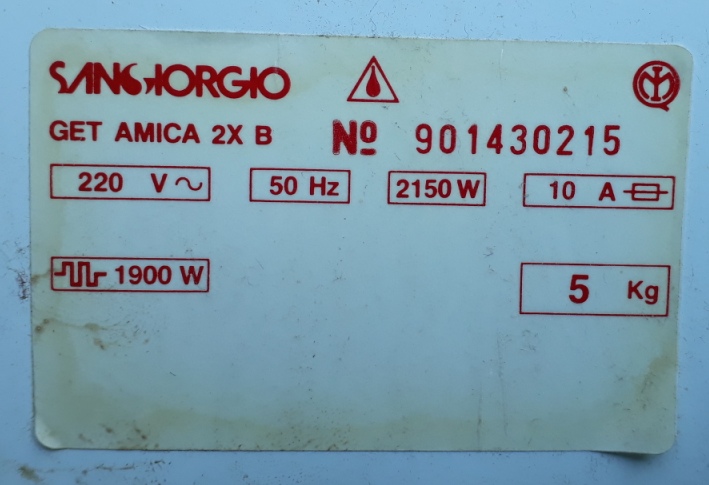 SANGIORGIO
GET AMICA 2X B Nº 901430215
220 V~ 50 Hz 2150 W 10 A
1900 W 5 Kg